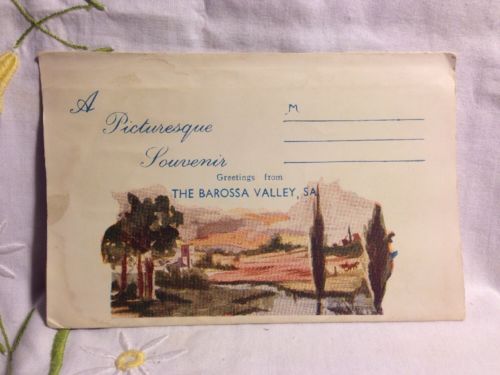 A
Picturesque
Souvenir
M
Greetings from
THE BAROSSA VALLEY, SA.